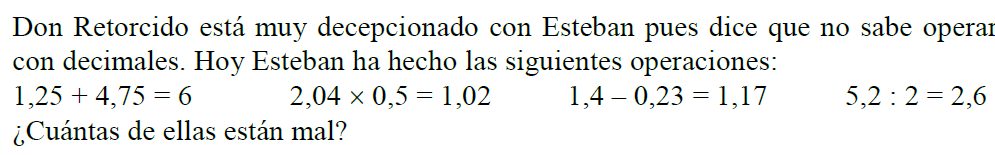 Don Retorcido está muy decepcionado con Esteban pues dice que no sabe operar
con decimales. Hoy Esteban ha hecho las siguientes operaciones:
1,25 + 4,75 = 6 2,04 × 0,5 = 1,02 1,4 – 0,23 = 1,17 5,2 : 2 = 2,6
¿Cuántas de ellas están mal?